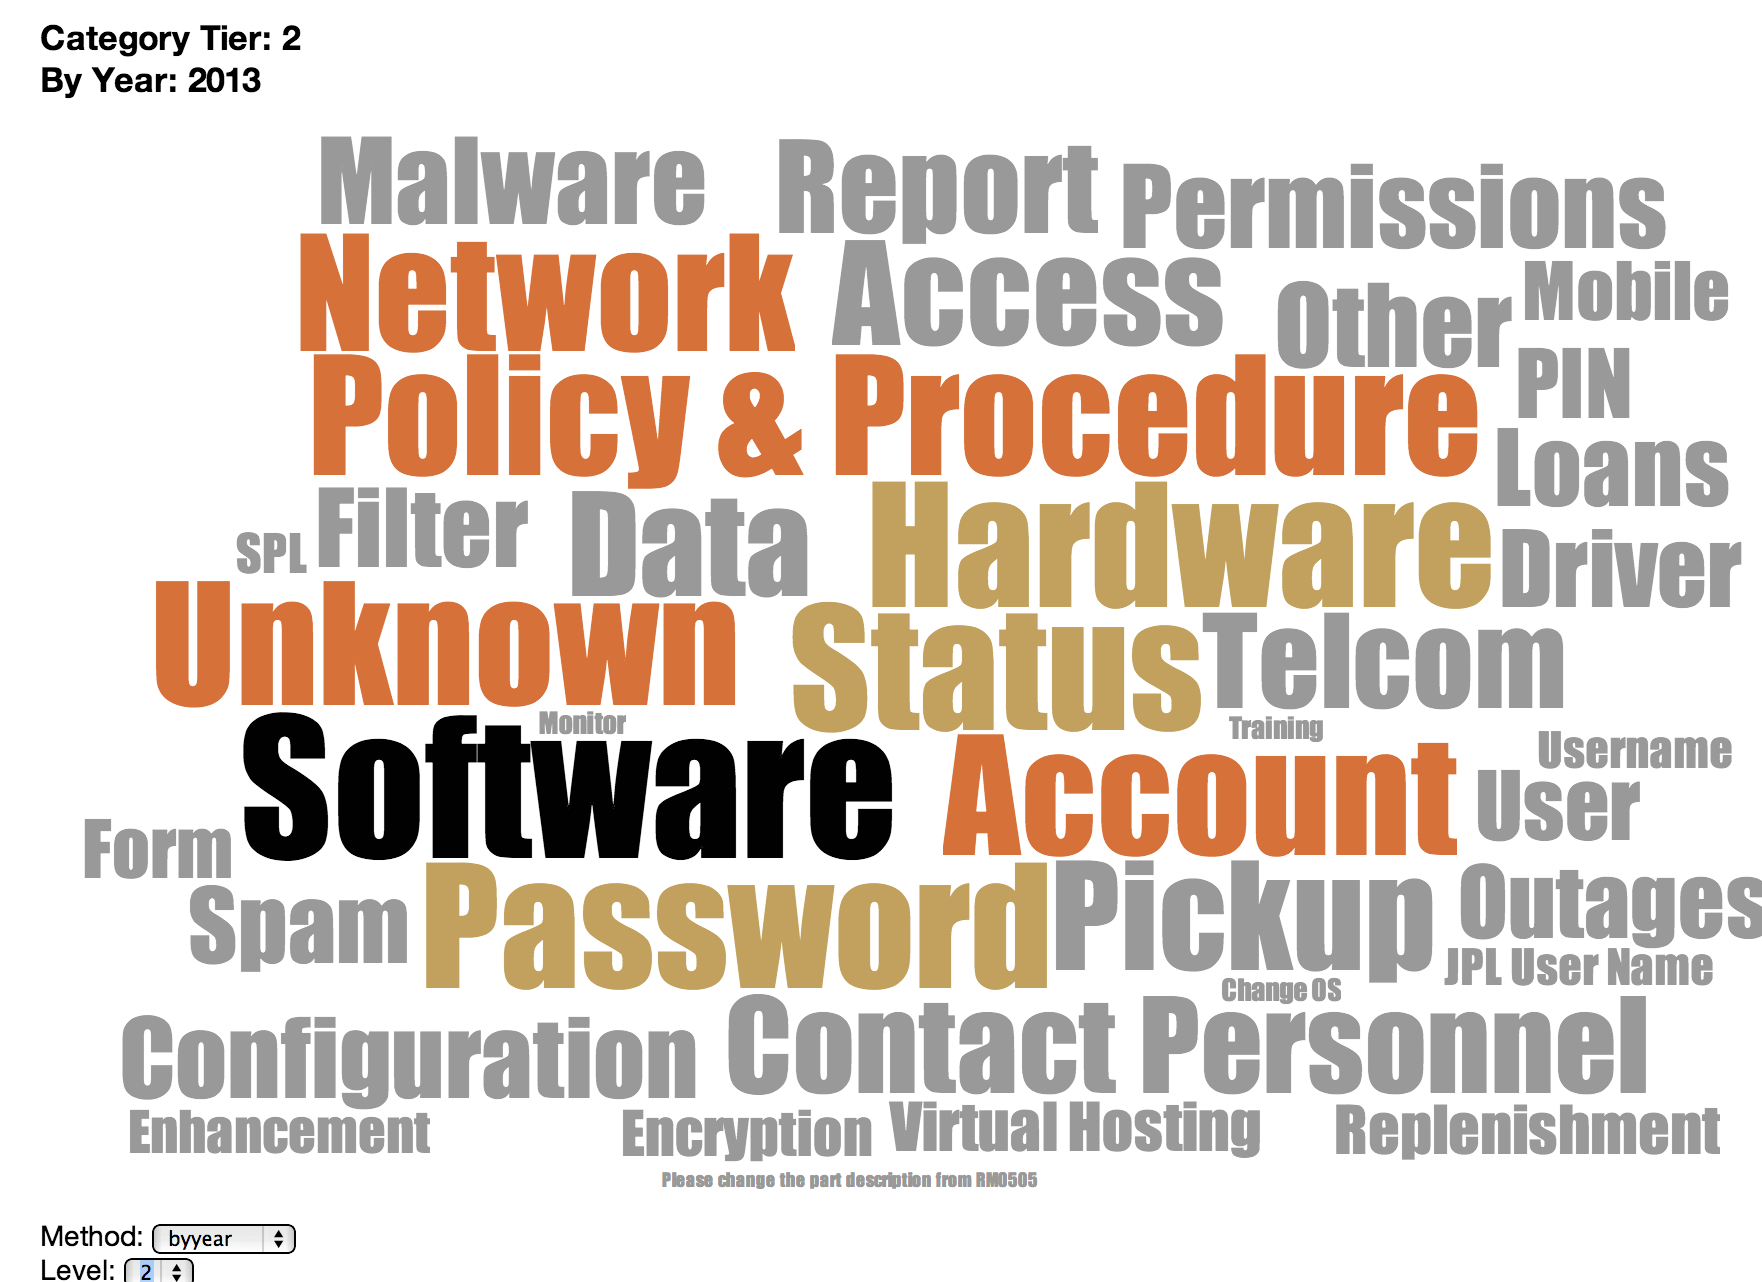 Category Tier: 2
By Year: 2013
Malware Report Permissions
Network Access Other Mobile
Policy & Procedure PIN
Loans
SPL Filter Data Hardware Driver
Unknown Status Telcom
Monitor Training
Software Account User Username
Form
Spam Password Pickup Outages
JPL User Name
Change OS
Configuration Contact Personnel
Enhancement Encryption Virtual Hosting Replenishment
Please change the part description from RM0505
Method: byyear
Level: 2